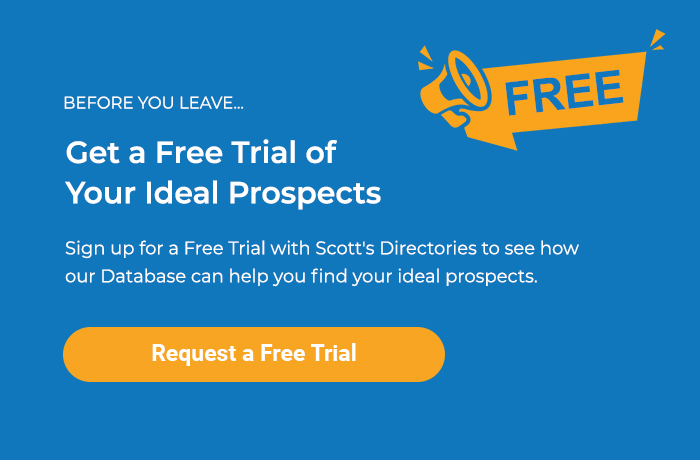 FREE
BEFORE YOU LEAVE...
Get a Free Trial of
Your Ideal Prospects
Sign up for a Free Trial with Scott's Directories to see how
our Database can help you find your ideal prospects.
Request a Free Trial